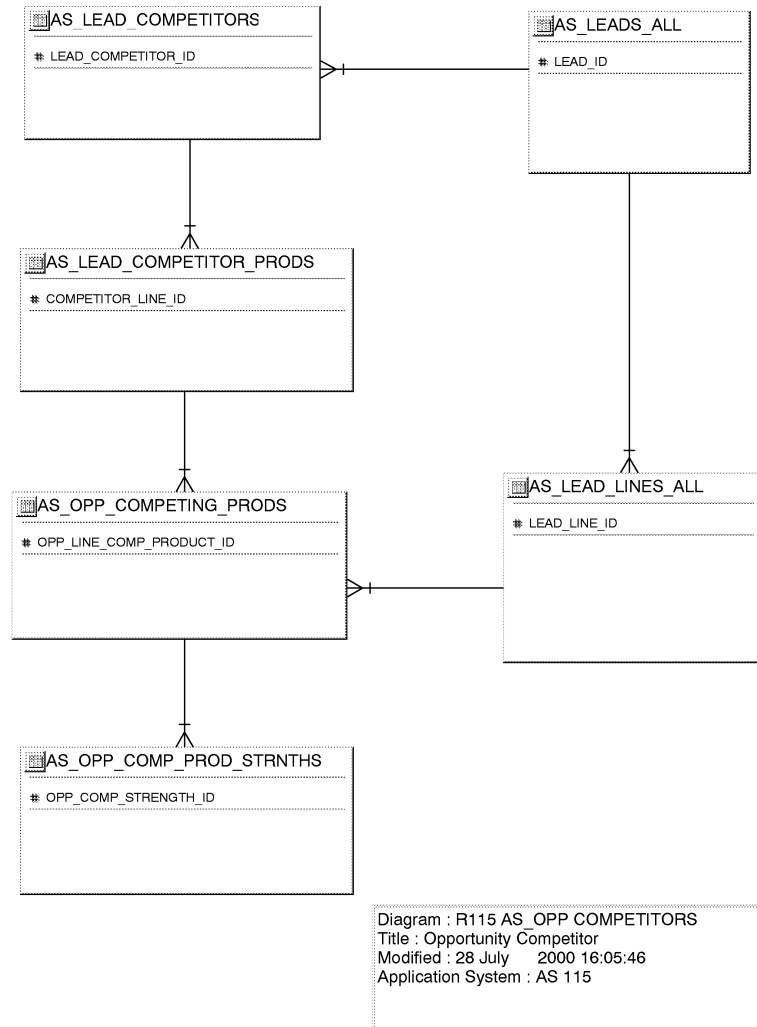 AS_LEAD_COMPETITORS
# LEAD_COMPETITOR_ID
AS_LEADS_ALL
# LEAD_ID
AS_LEAD_COMPETITOR_PRODS
# COMPETITOR_LINE_ID
AS_OPP_COMPETING_PRODS
# OPP_LINE_COMP_PRODUCT_ID
AS_LEAD_LINES_ALL
# LEAD_LINE_ID
AS_OPP_COMP_PROD_STRNTHS
# OPP_COMP_STRENGTH_ID
Diagram : R115 AS_OPP COMPETITORS
Title : Opportunity Competitor
Modified : 28 July 2000 16:05:46
Application System : AS 115